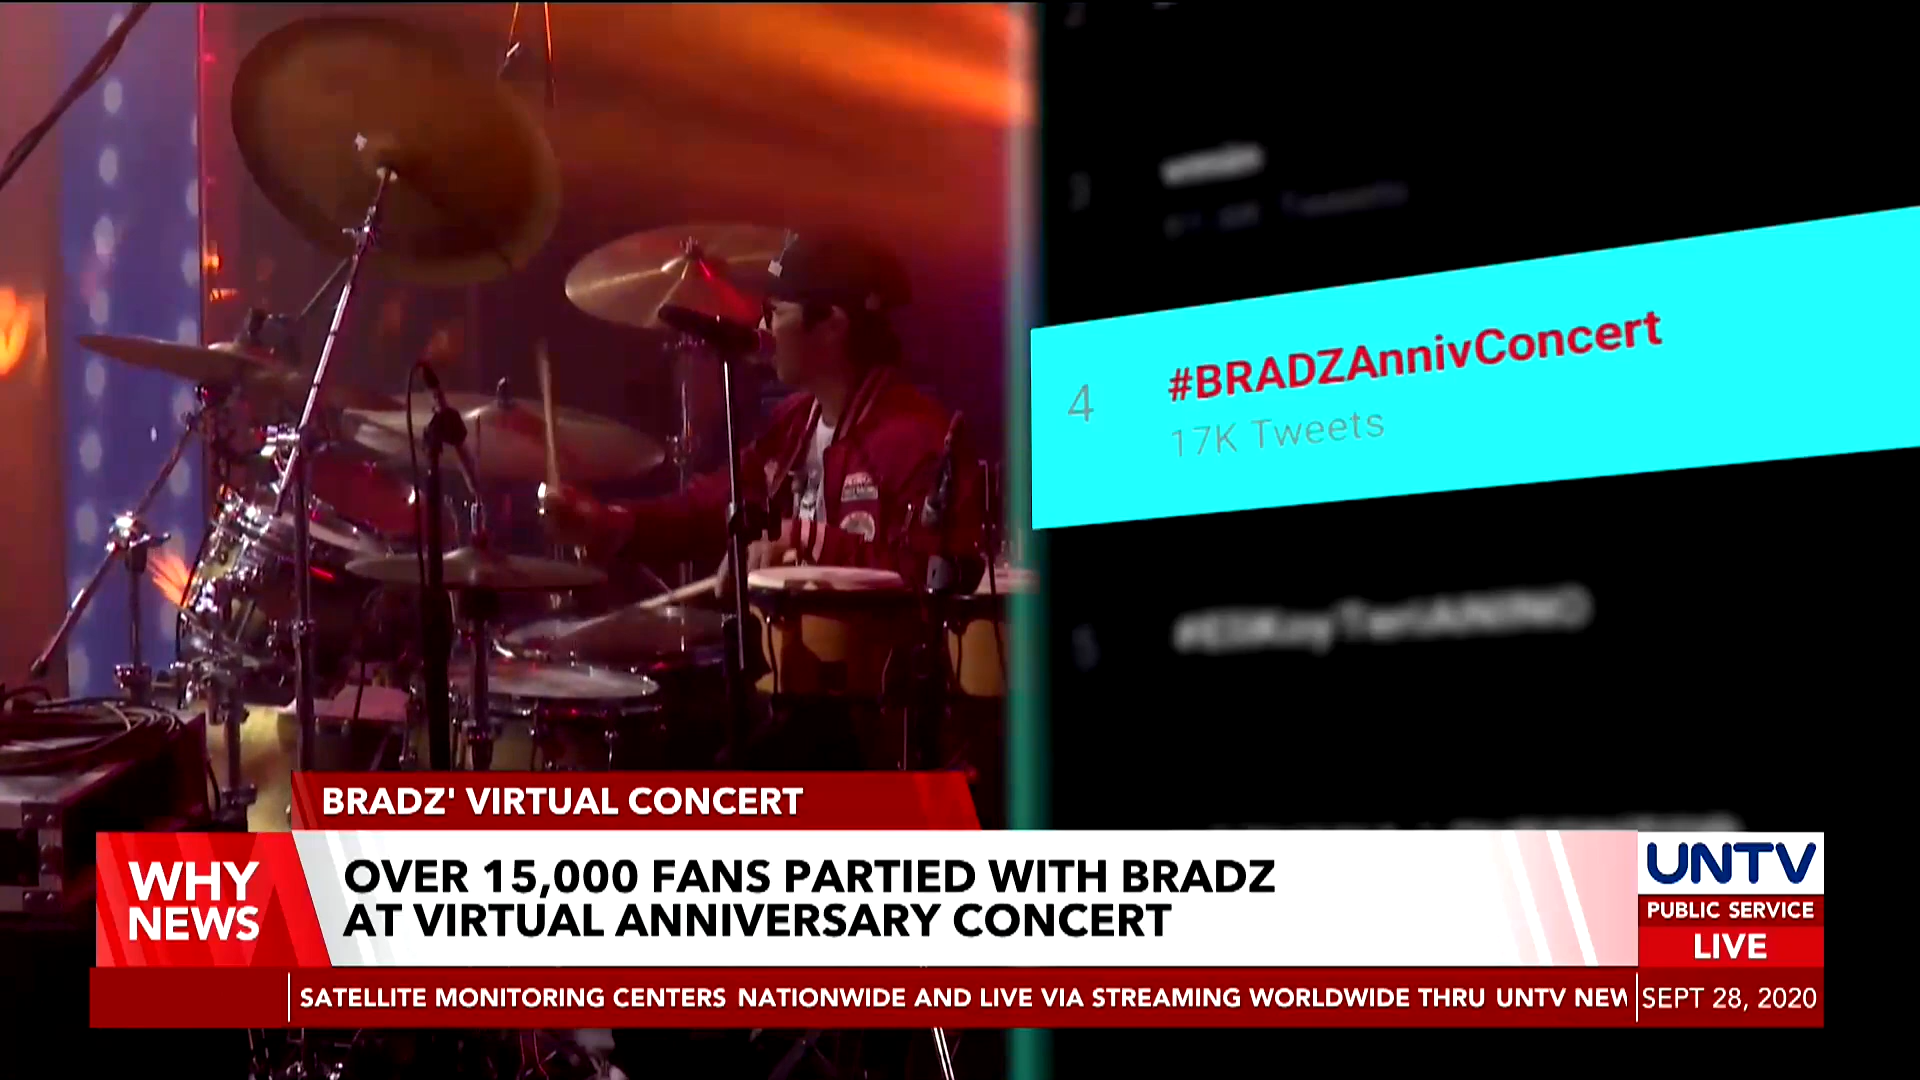 4
#BRADZAnnivConcert
17K Tweets
BRADZ' VIRTUAL CONCERT
WHY
NEWS
OVER 15,000 FANS PARTIED WITH BRADZ
AT VIRTUAL ANNIVERSARY CONCERT
UNTV
PUBLIC SERVICE
LIVE
SATELLITE MONITORING CENTERS NATIONWIDE AND LIVE VIA STREAMING WORLDWIDE THRU UNTV NEW
SEPT 28, 2020